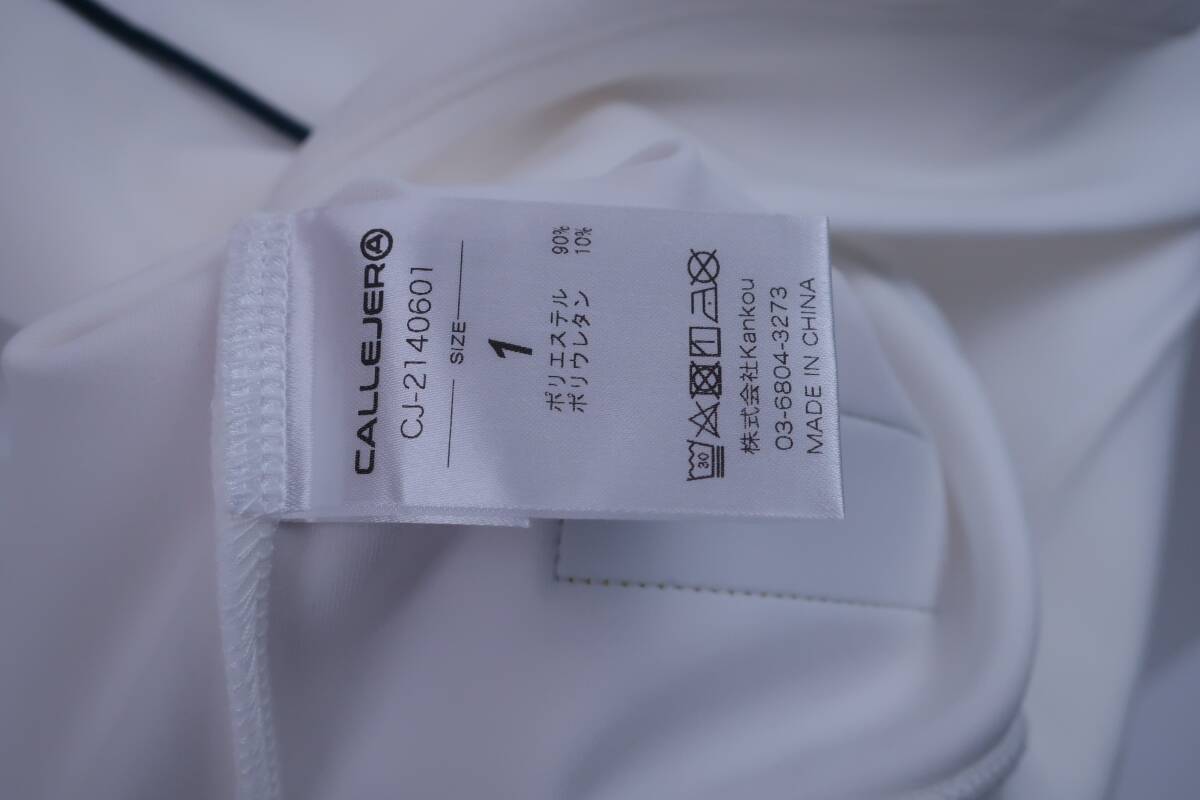 CALLEJERⒶ
CJ-2140601
SIZE
1
ポリエステル 90%
ポリウレタン 10%
30
株式会社Kankou
03-6804-3273
MADE IN CHINA